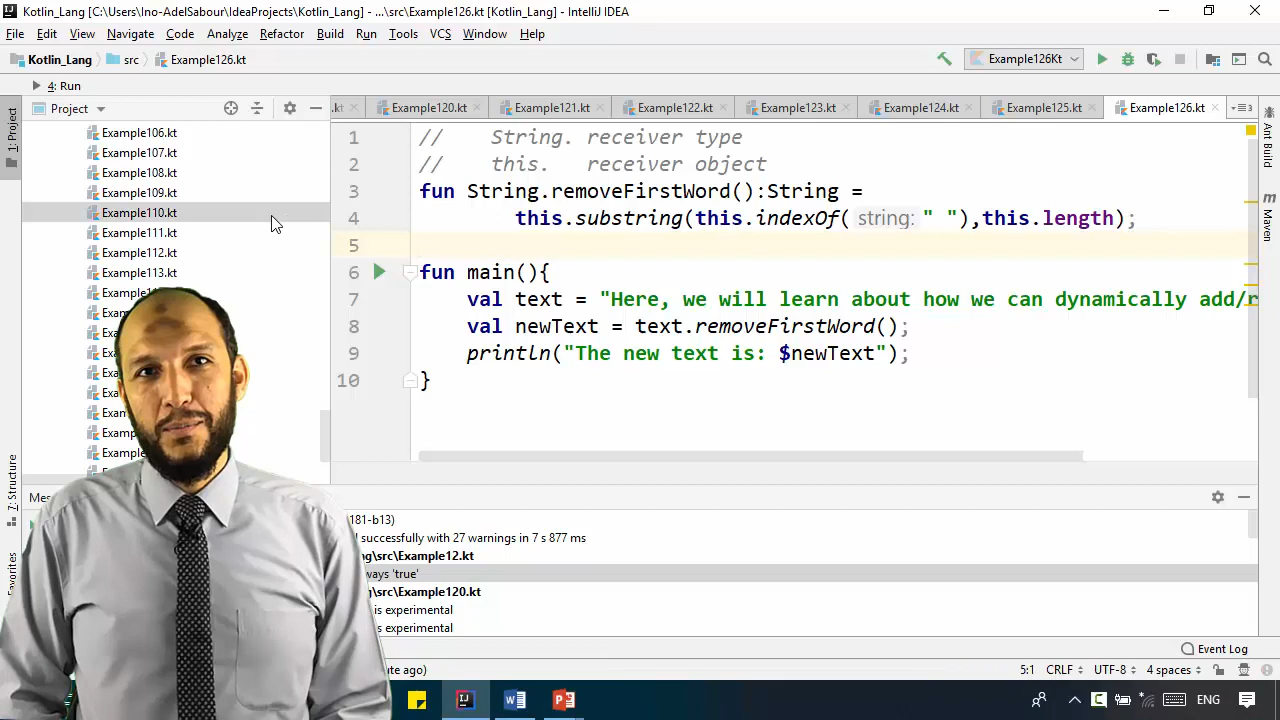 Kotlin_Lang [C:\Users\Ino-AdelSabour\IdeaProjects\Kotlin_Lang] - ...\src\Example126.kt [Kotlin_Lang] - IntelliJ IDEA
File Edit View Navigate Code Analyze Refactor Build Run Tools VCS Window Help
Kotlin_Lang src Example126.kt Example126Kt
4: Run
1: Project
Project
.kt Example120.kt Example121.kt Example122.kt Example123.kt Example124.kt Example125.kt Example126.kt
Example106.kt
Example107.kt
Example108.kt
Example109.kt
Example110.kt
Example111.kt
Example112.kt
Example113.kt
1 // String. receiver type
2 // this. receiver object
3 fun String.removeFirstWord():String =
4 this.substring(this.indexOf( string: " "),this.length);
5
6 fun main(){
7 val text = "Here, we will learn about how we can dynamically add/r
8 val newText = text.removeFirstWord();
9 println("The new text is: $newText");
10 }
Ant Build
Maven
Z: Structure
Favorites
Mes
181-b13)
successfully with 27 warnings in 7 s 877 ms
g\src\Example12.kt
ways 'true'
g\src\Example120.kt
is experimental
s experimental
Event Log
ute ago) 5:1 CRLF UTF-8 4 spaces
ENG